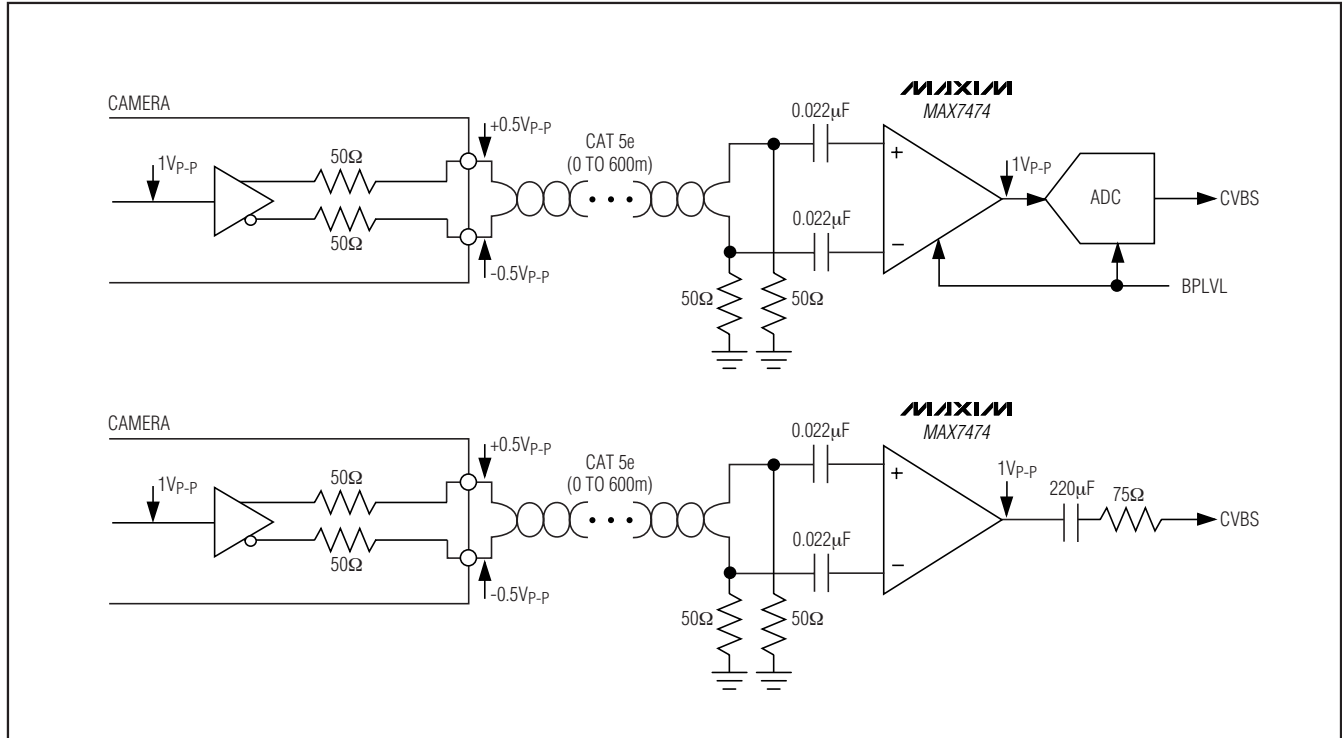 CAMERA
1VP-P
50Ω
50Ω
+0.5VP-P
-0.5VP-P
CAT 5e
(0 TO 600m)
0.022μF
0.022μF
50Ω
50Ω
MAXIM
MAX7474
+
−
1VP-P
ADC
CVBS
BPLVL
CAMERA
1VP-P
50Ω
50Ω
+0.5VP-P
-0.5VP-P
CAT 5e
(0 TO 600m)
0.022μF
0.022μF
50Ω
50Ω
MAXIM
MAX7474
+
−
1VP-P
220μF
75Ω
CVBS